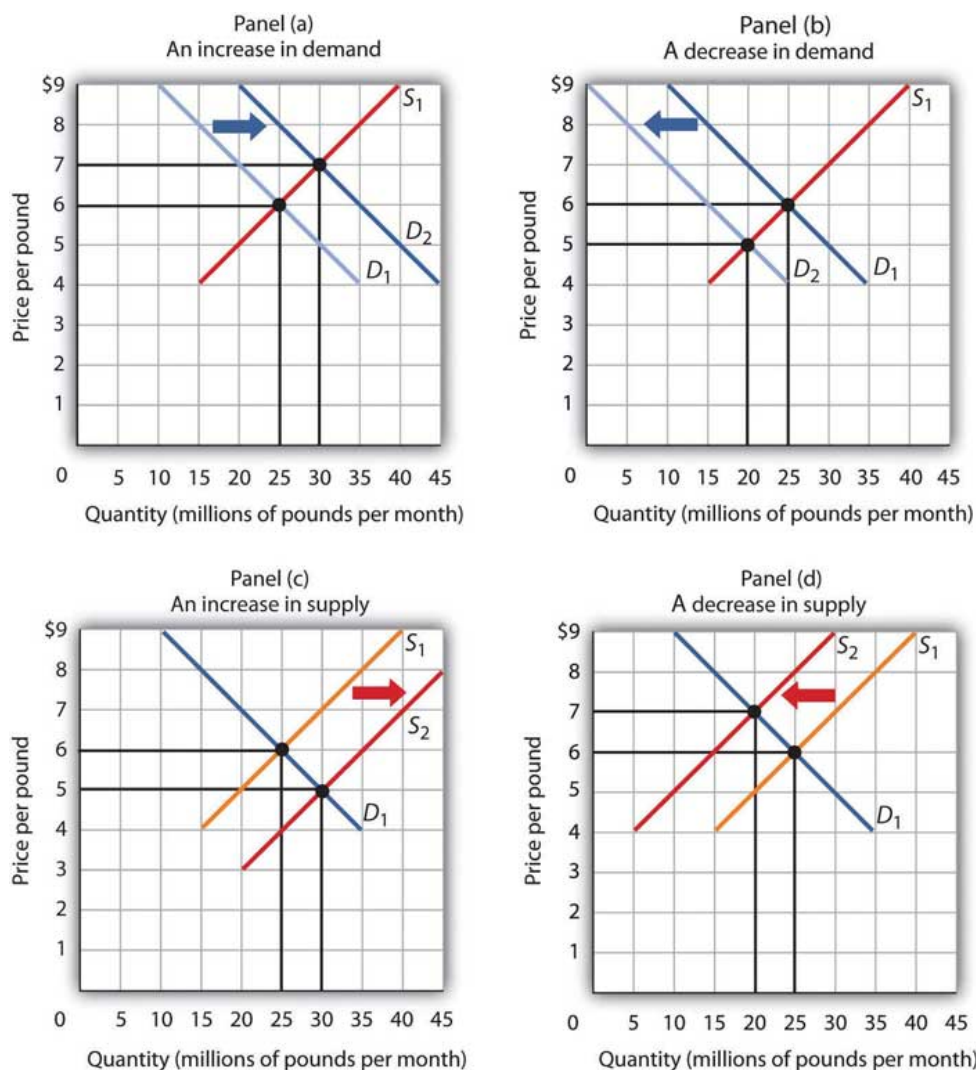 Panel (a)
An increase in demand
$9
8
7
6
5
4
3
2
1
0
5 10 15 20 25 30 35 40 45
S1
D2
D1
Price per pound
Quantity (millions of pounds per month)
Panel (b)
A decrease in demand
$9
8
7
6
5
4
3
2
1
0
5 10 15 20 25 30 35 40 45
S1
D2
D1
Price per pound
Quantity (millions of pounds per month)
Panel (c)
An increase in supply
$9
8
7
6
5
4
3
2
1
0
5 10 15 20 25 30 35 40 45
S1
S2
D1
Price per pound
Quantity (millions of pounds per month)
Panel (d)
A decrease in supply
$9
8
7
6
5
4
3
2
1
0
5 10 15 20 25 30 35 40 45
S2
S1
D1
Price per pound
Quantity (millions of pounds per month)